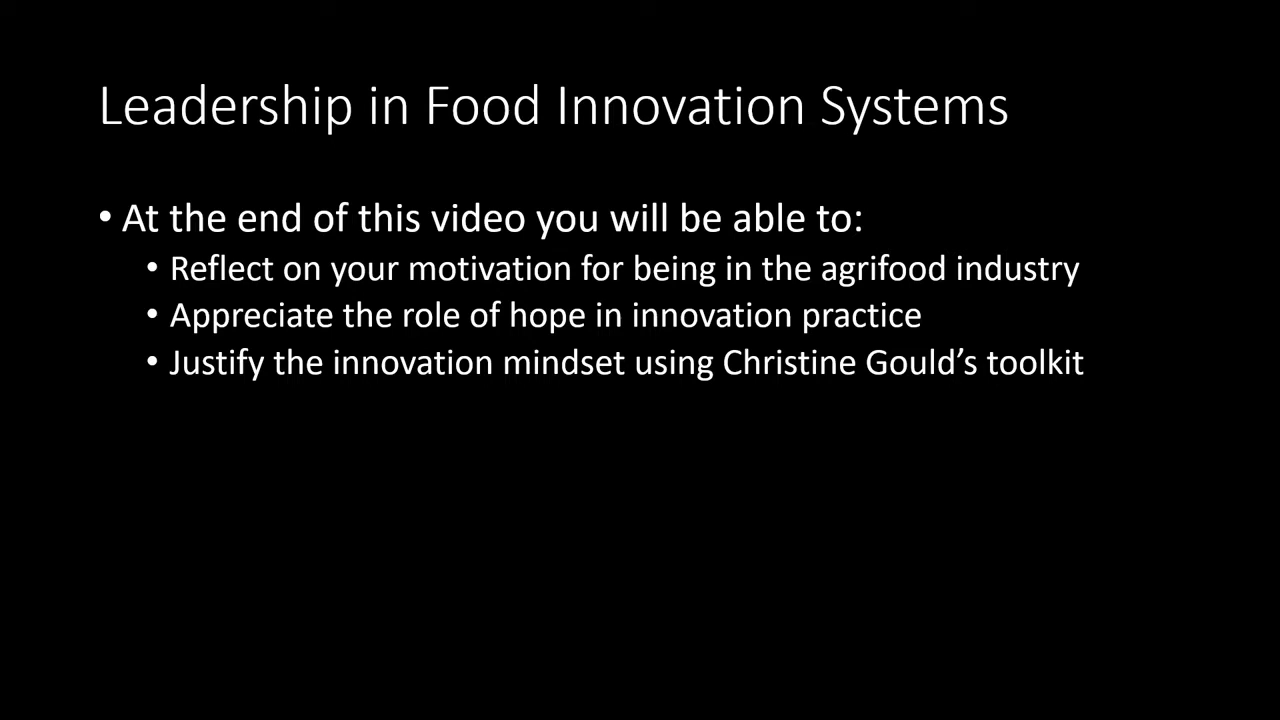 Leadership in Food Innovation Systems
• At the end of this video you will be able to:
• Reflect on your motivation for being in the agrifood industry
• Appreciate the role of hope in innovation practice
• Justify the innovation mindset using Christine Gould’s toolkit